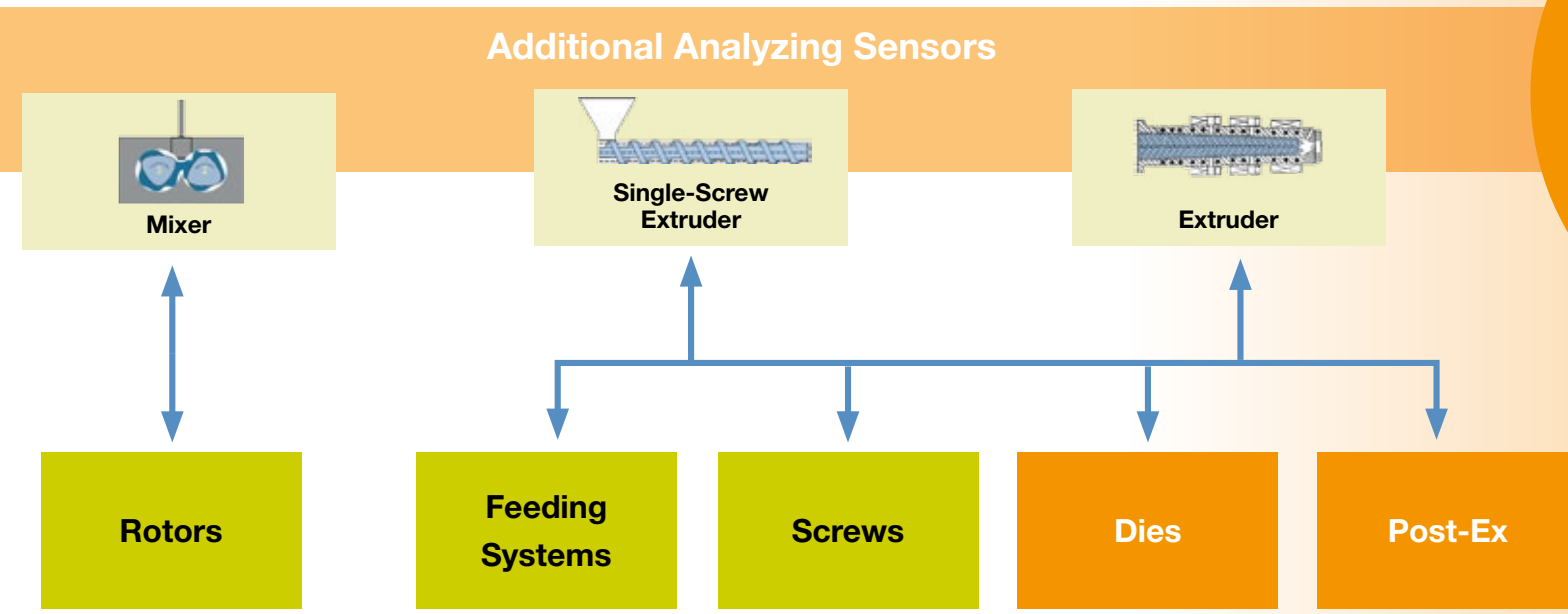 Additional Analyzing Sensors
Mixer
Single-Screw
Extruder
Extruder
Rotors
Feeding
Systems
Screws
Dies
Post-Ex